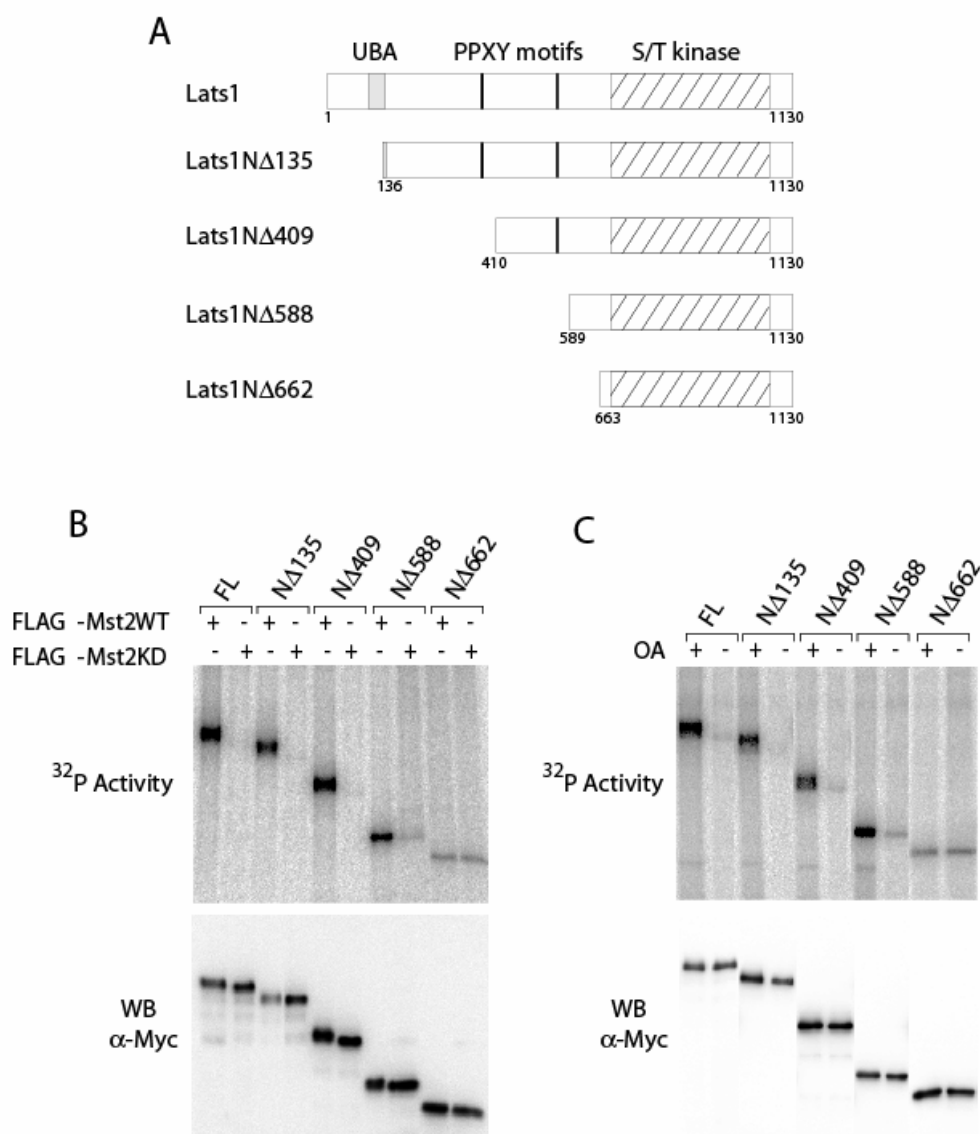 A
UBA PPXY motifs S/T kinase
Lats1
1 1130
Lats1NΔ135
136 1130
Lats1NΔ409
410 1130
Lats1NΔ588
589 1130
Lats1NΔ662
663 1130
B
FL NΔ135 NΔ409 NΔ588 NΔ662
FLAG -Mst2WT + - + - + - + - + -
FLAG -Mst2KD - + - + - + - + - +
³²P Activity
WB
α-Myc
C
FL NΔ135 NΔ409 NΔ588 NΔ662
OA + - + - + - + - + -
³²P Activity
WB
α-Myc